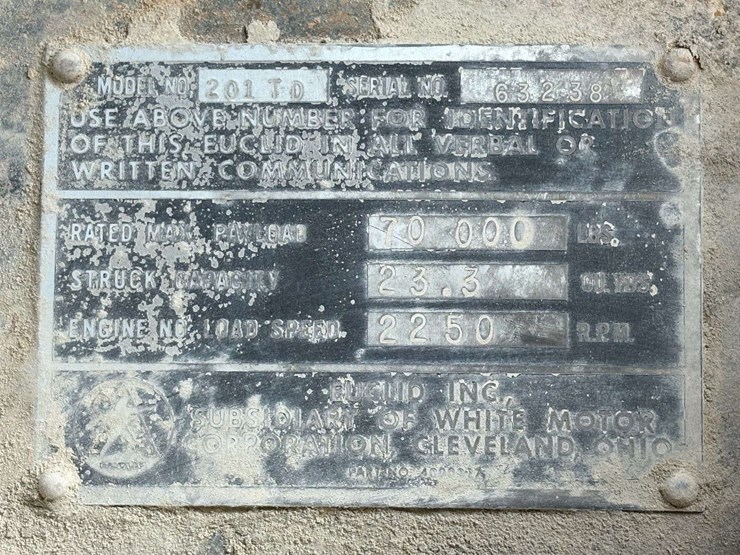 MODEL NO. 201 TD SERIAL NO. 63238
USE ABOVE NUMBER FOR IDENTIFICATION
OF THIS EUCLID IN ALL VERBAL OR
WRITTEN COMMUNICATIONS
RATED MAX. PAYLOAD 70 000 LBS.
STRUCK CAPACITY 23.3 CU. YDS.
ENGINE NO LOAD SPEED 2250 R.P.M.
EUCLID INC.,
SUBSIDIARY OF WHITE MOTOR
CORPORATION, CLEVELAND, OHIO
PART NO.